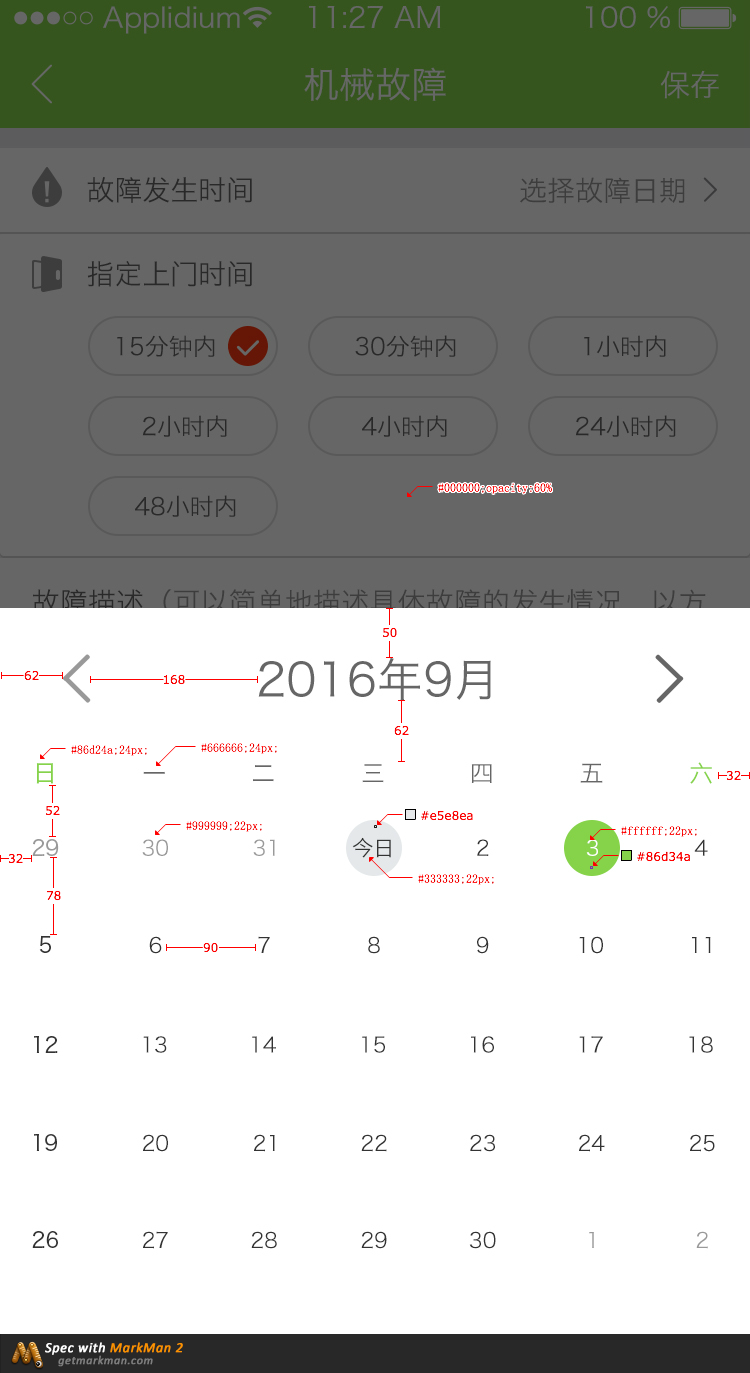 Applidium 11:27 AM 100 %
机械故障 保存
故障发生时间 选择故障日期
指定上门时间
15分钟内 30分钟内 1小时内
2小时内 4小时内 24小时内
48小时内
#000000;opacity:60%
故障描述（可以简单地描述具体故障的发生情况，以方
50
62 168 2016年9月
62
#86d24a;24px; #666666;24px;
日 一 二 三 四 五 六 32
52
#999999;22px; #e5e8ea #ffffff;22px;
29 30 31 今日 2 3 4
32 #86d34a
#333333;22px;
78
5 6 90 7 8 9 10 11
12 13 14 15 16 17 18
19 20 21 22 23 24 25
26 27 28 29 30 1 2
Spec with MarkMan 2
getmarkman.com